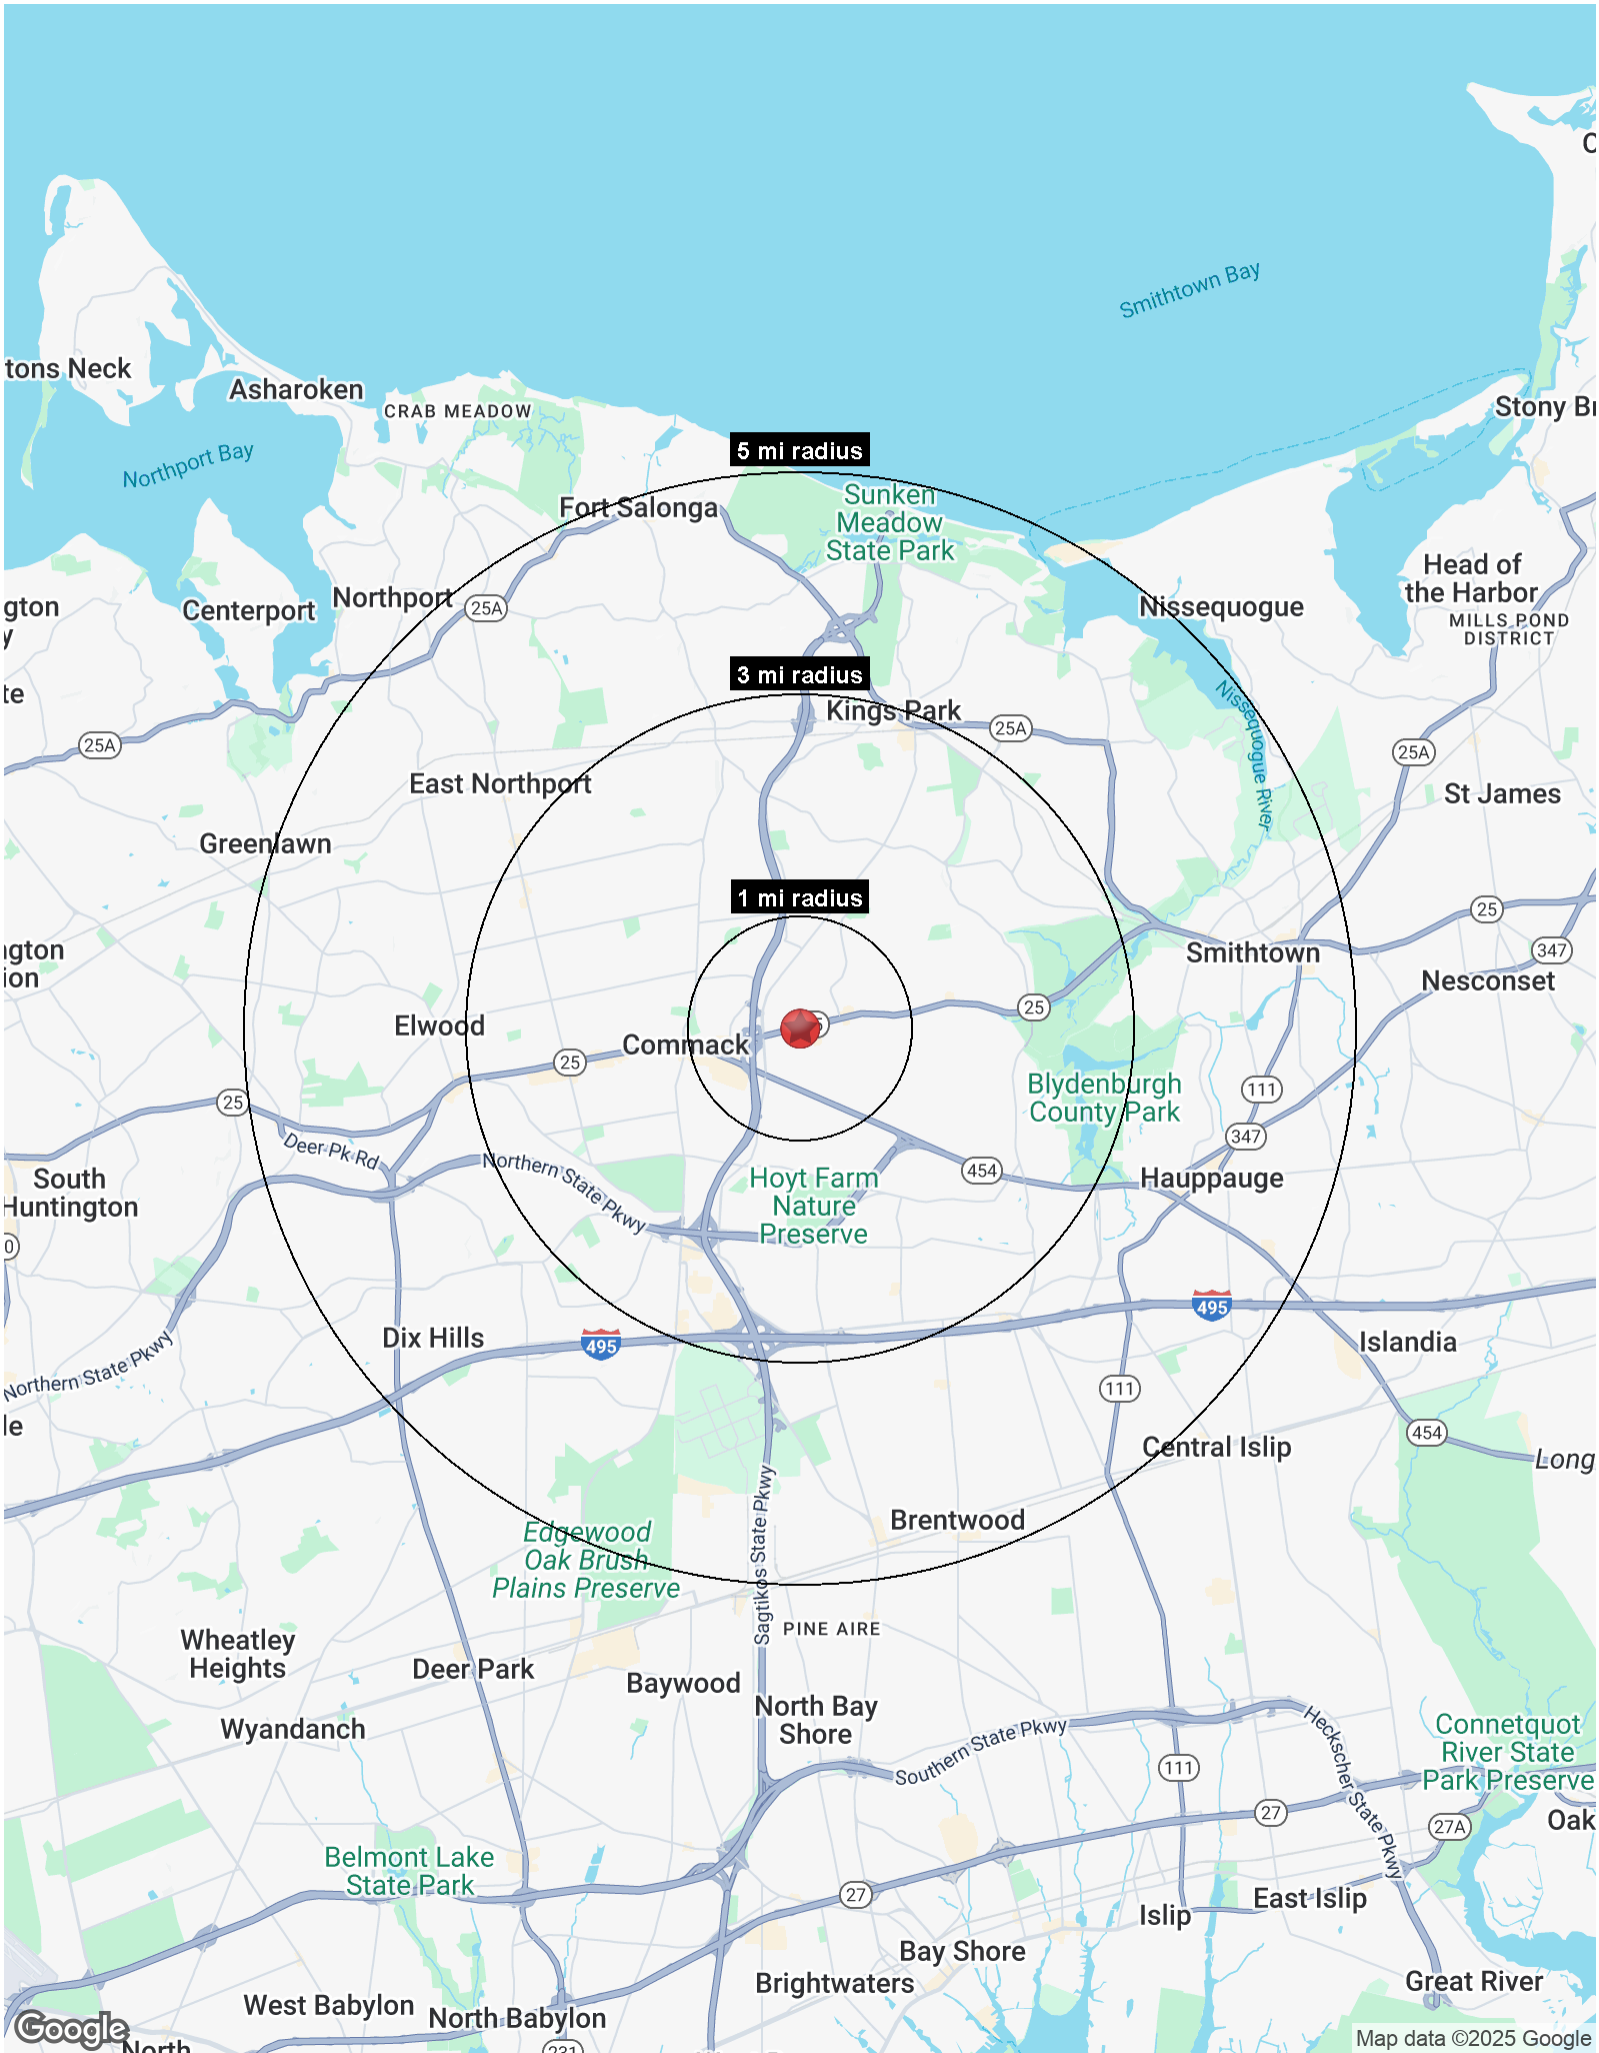 Smithtown Bay
tons Neck
Asharoken
CRAB MEADOW
Northport Bay
Stony Br
5 mi radius
Fort Salonga
Sunken
Meadow
State Park
Head of
the Harbor
MILLS POND
DISTRICT
gton
y
Centerport
Northport
25A
Nissequogue
te
3 mi radius
Kings Park
25A
25A
25A
Nissequogue River
East Northport
St James
Greenlawn
1 mi radius
25
ngton
ion
Smithtown
347
Nesconset
25
Elwood
Commack
25
Blydenburgh
County Park
111
25
347
Deer Pk Rd
Northern State Pkwy
South
Huntington
Hoyt Farm
Nature
Preserve
454
Hauppauge
0
495
Dix Hills
495
Islandia
Northern State Pkwy
111
le
454
Central Islip
Long
Sagtikos State Pkwy
Brentwood
Edgewood
Oak Brush
Plains Preserve
PINE AIRE
Wheatley
Heights
Deer Park
Baywood
North Bay
Shore
Wyandanch
Southern State Pkwy
Heckscher State Pkwy
Connetquot
River State
Park Preserve
111
27
27A
Oak
Belmont Lake
State Park
27
East Islip
Islip
Bay Shore
Brightwaters
Great River
West Babylon
North Babylon
Google
North
231
Map data ©2025 Google